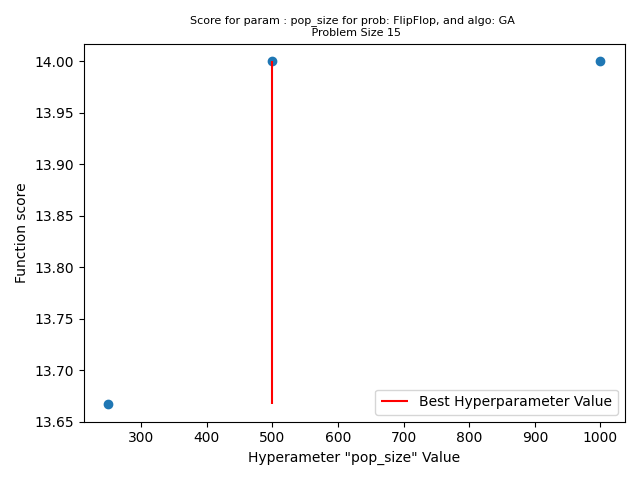 Score for param : pop_size for prob: FlipFlop, and algo: GA
Problem Size 15
14.00
13.95
13.90
13.85
13.80
13.75
13.70
13.65
Function score
300 400 500 600 700 800 900 1000
Hyperameter "pop_size" Value
Best Hyperparameter Value